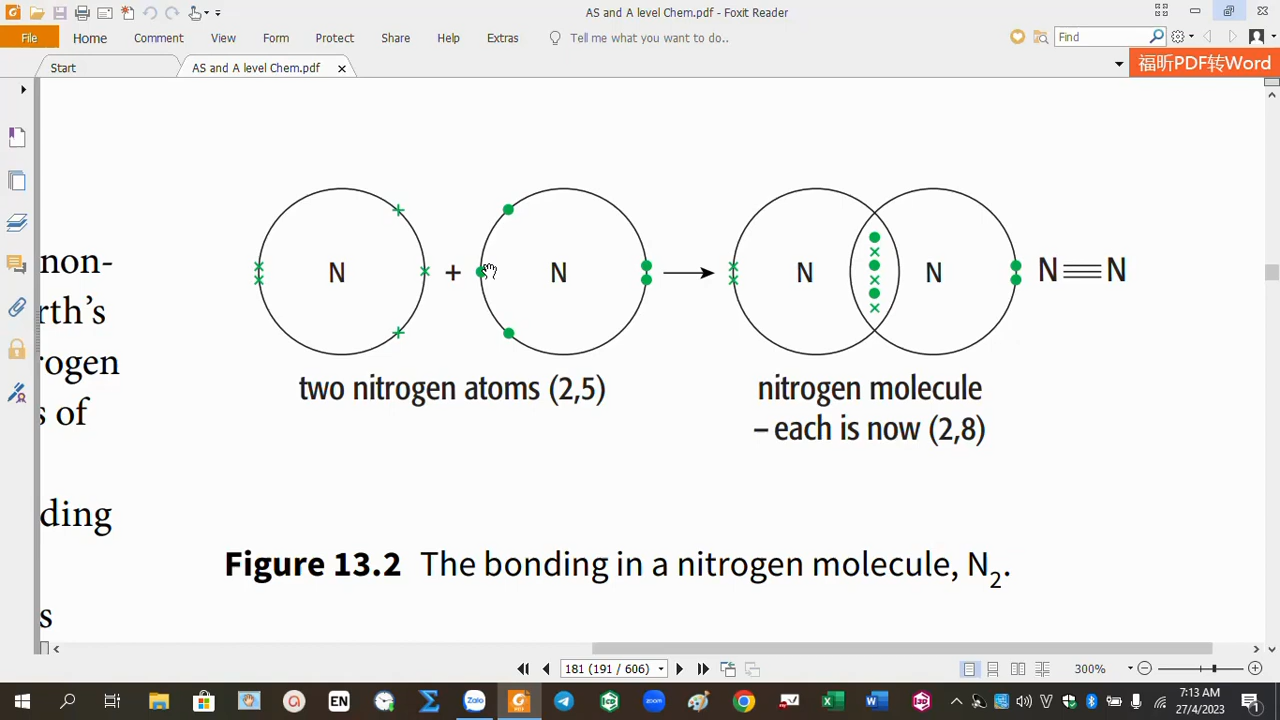 AS and A level Chem.pdf - Foxit Reader
File Home Comment View Form Protect Share Help Extras Tell me what you want to do.. Find
Start AS and A level Chem.pdf 福昕PDF转Word
non-
rth's
rogen
s of
ding
s
N + N → N N N≡N
two nitrogen atoms (2,5)
nitrogen molecule
– each is now (2,8)
Figure 13.2 The bonding in a nitrogen molecule, N₂.
181 (191 / 606) 300%
EN Zalo zoom V 7:13 AM
27/4/2023